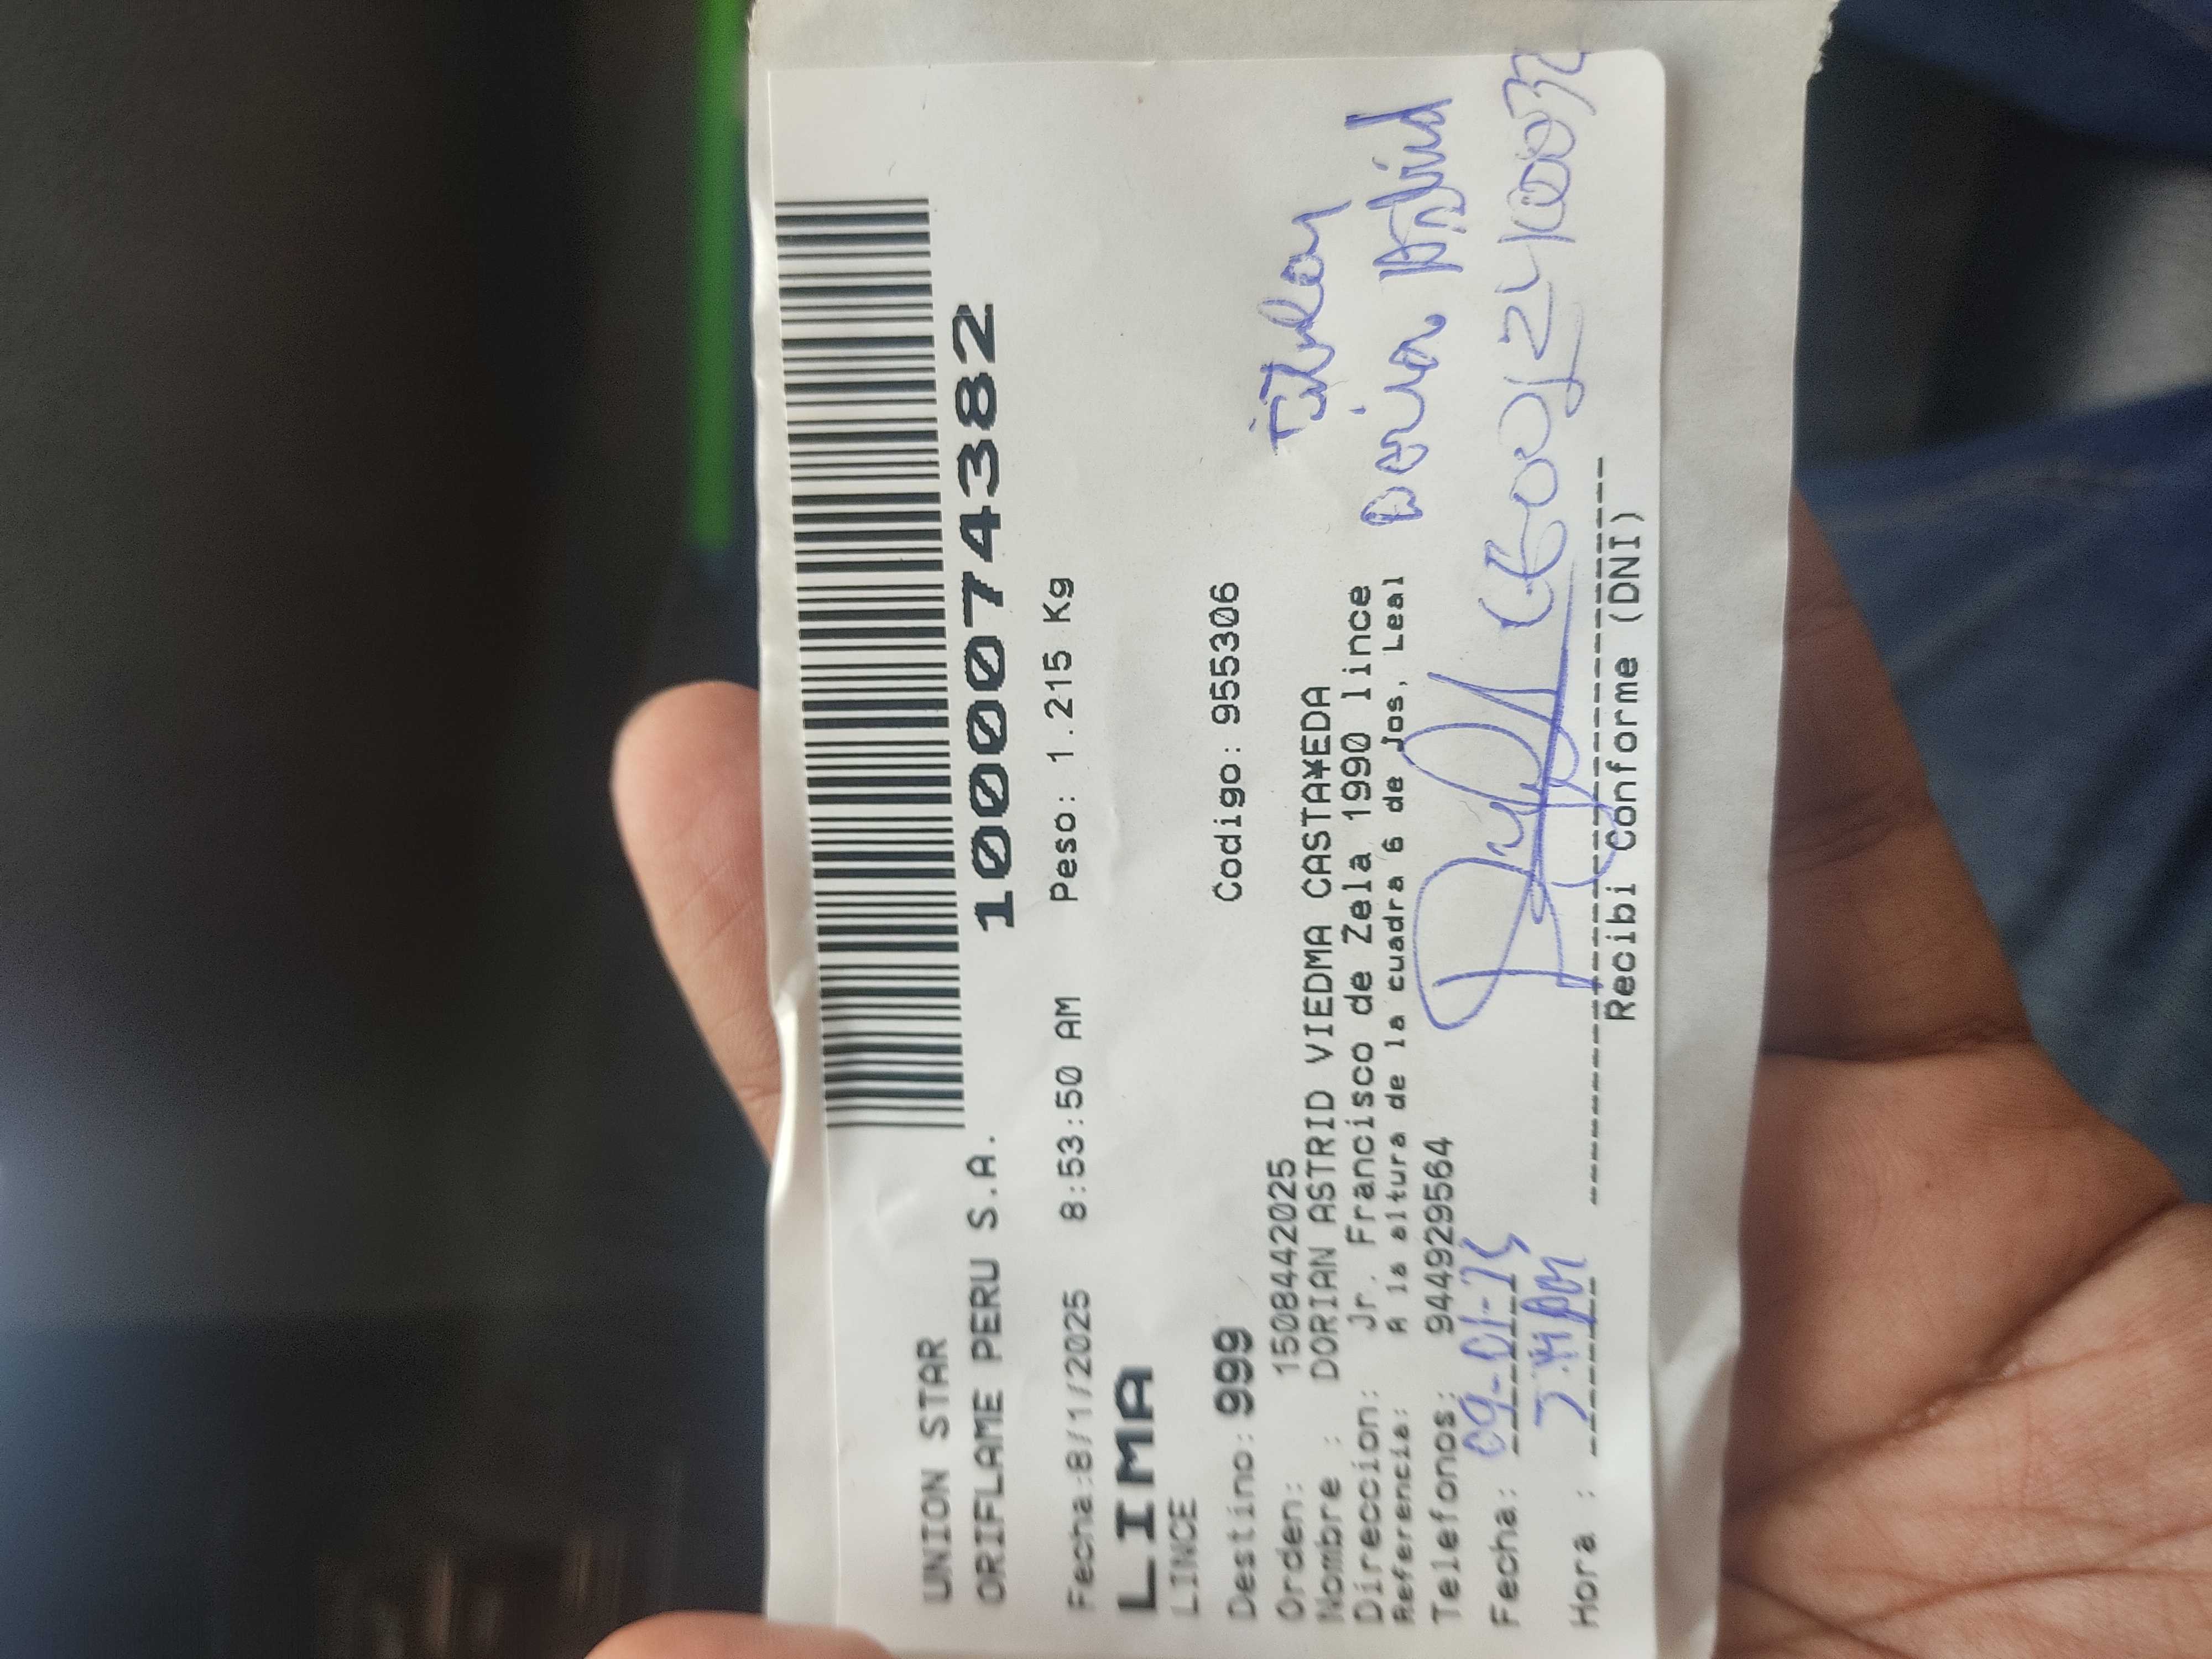 UNION STAR
ORIFLAME PERU S.A.
10000074382
Fecha:8/1/2025 8:53:50 AM Peso: 1.215 Kg
LIMA
LINCE
Destino: 999 Codigo: 955306
Orden: 1508442025
Nombre : DORIAN ASTRID VIEDMA CASTA¥EDA
Direccion: Jr. Francisco de Zela 1990 lince
Referencia: A la altura de la cuadra 6 de Jos, Leal
Telefonos: 944929564
Titular
Astrid
Fecha: 09-01-25
Hora :
Recibi Conforme (DNI)